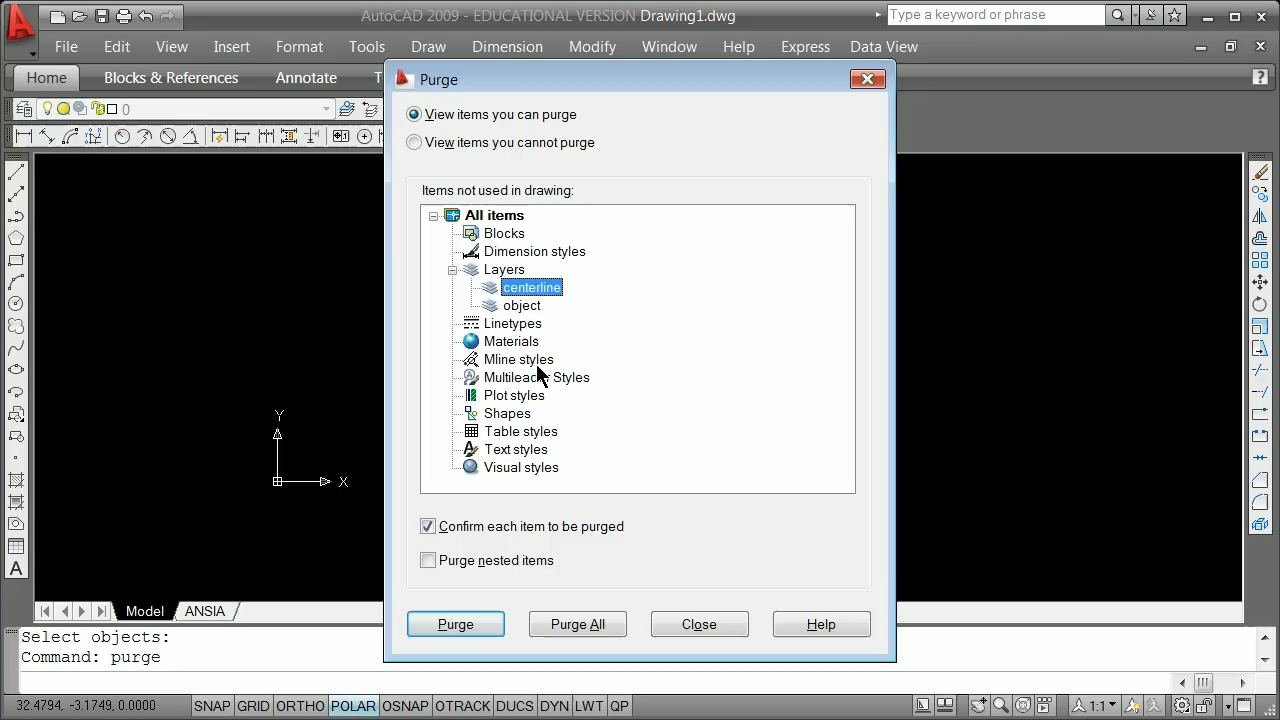 AutoCAD 2009 - EDUCATIONAL VERSION Drawing1.dwg
Type a keyword or phrase
File Edit View Insert Format Tools Draw Dimension Modify Window Help Express Data View
Home Blocks & References Annotate T
0
Purge
View items you can purge
View items you cannot purge
Items not used in drawing:
All items
Blocks
Dimension styles
Layers
centerline
object
Linetypes
Materials
Mline styles
Multileader Styles
Plot styles
Shapes
Table styles
Text styles
Visual styles
Confirm each item to be purged
Purge nested items
Purge Purge All Close Help
Y
X
A
Model ANSIA
Select objects:
Command: purge
32.4794, -3.1749, 0.0000 SNAP GRID ORTHO POLAR OSNAP OTRACK DUCS DYN LWT QP 1:1